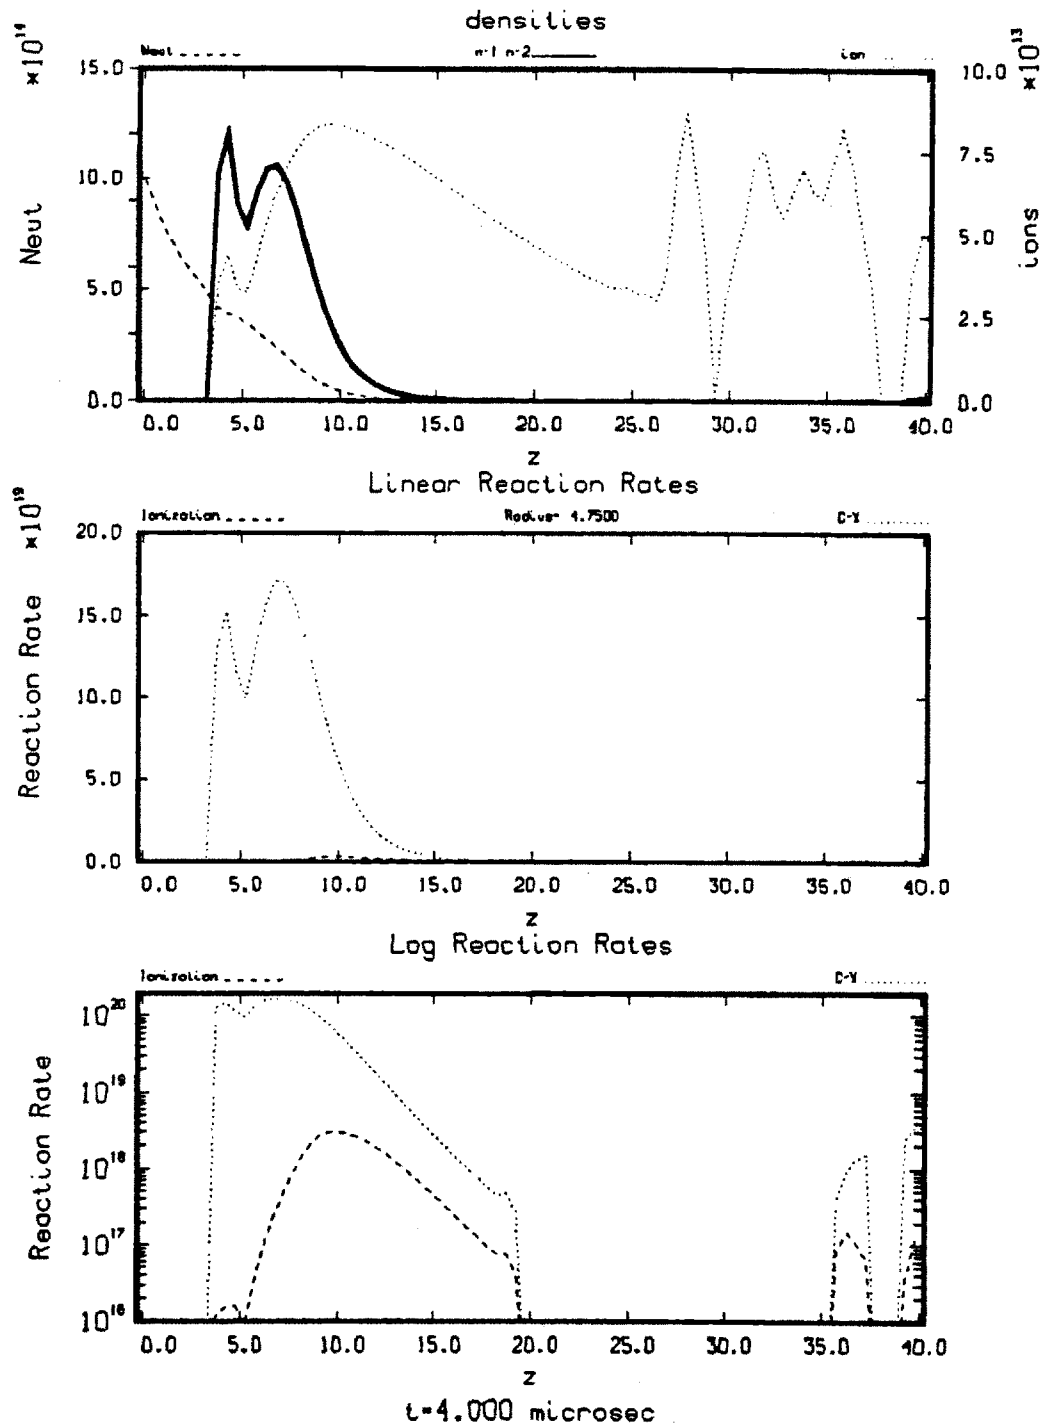 densities
×10¹⁴
Neut
n-1 n-2
ion
×10¹³
15.0
10.0
5.0
0.0
Neut
10.0
7.5
5.0
2.5
0.0
ions
0.0 5.0 10.0 15.0 20.0 25.0 30.0 35.0 40.0
z
Linear Reaction Rates
×10¹⁹
Ionization
Radius= 4.7500
C-X
20.0
15.0
10.0
5.0
0.0
Reaction Rate
0.0 5.0 10.0 15.0 20.0 25.0 30.0 35.0 40.0
z
Log Reaction Rates
Ionization
C-X
10²⁰
10¹⁹
10¹⁸
10¹⁷
10¹⁶
Reaction Rate
0.0 5.0 10.0 15.0 20.0 25.0 30.0 35.0 40.0
z
t=4.000 microsec